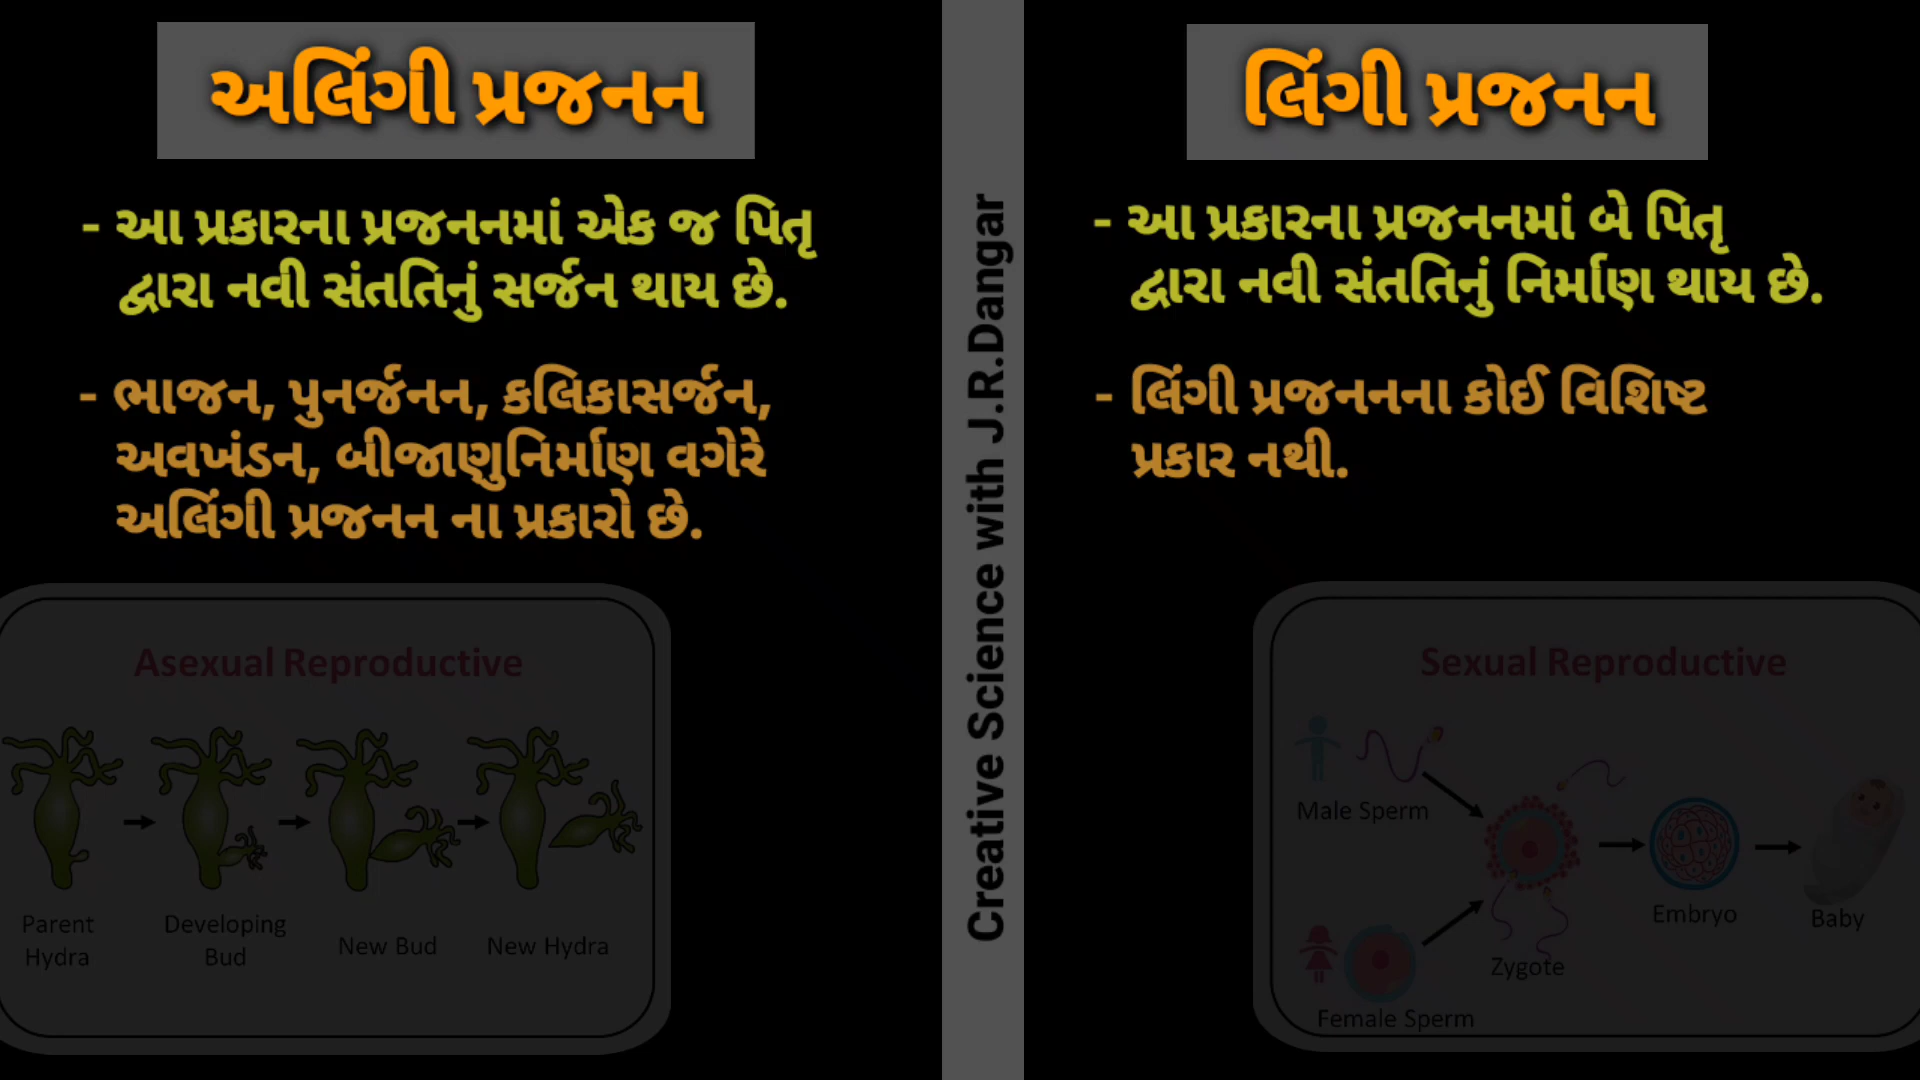 અલિંગી પ્રજનન
- આ પ્રકારના પ્રજનનમાં એક જ પિતૃ
દ્વારા નવી સંતતિનું સર્જન થાય છે.
- ભાજન, પુનર્જનન, કલિકાસર્જન,
અવખંડન, બીજાણુનિર્માણ વગેરે
અલિંગી પ્રજનન ના પ્રકારો છે.
Asexual Reproductive
Parent
Hydra
Developing
Bud
New Bud
New Hydra
Creative Science with J.R.Dangar
લિંગી પ્રજનન
- આ પ્રકારના પ્રજનનમાં બે પિતૃ
દ્વારા નવી સંતતિનું નિર્માણ થાય છે.
- લિંગી પ્રજનનના કોઈ વિશિષ્ટ
પ્રકાર નથી.
Sexual Reproductive
Male Sperm
Zygote
Embryo
Baby
Female Sperm